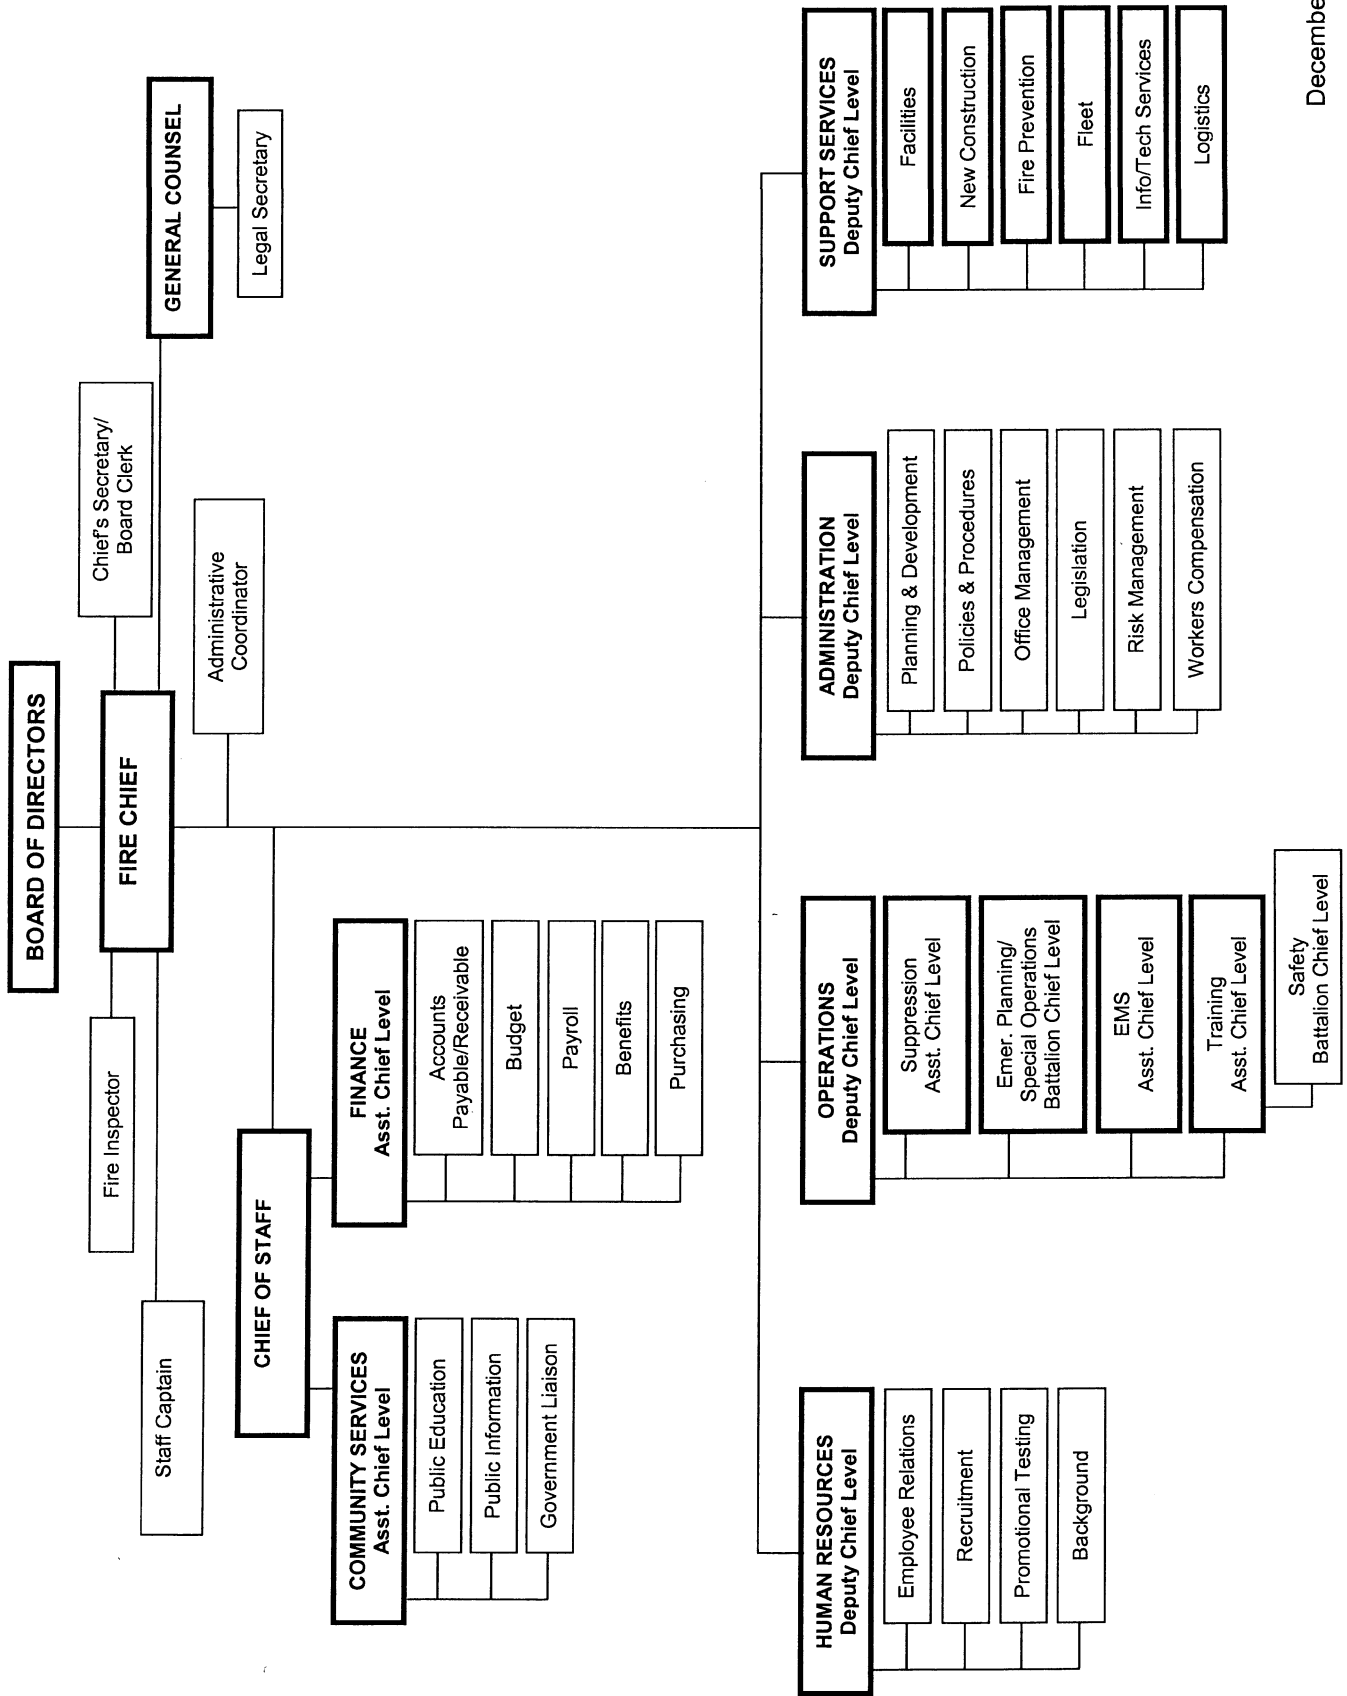 BOARD OF DIRECTORS
FIRE CHIEF
Chief's Secretary/
Board Clerk
GENERAL COUNSEL
Legal Secretary
Fire Inspector
Staff Captain
Administrative
Coordinator
CHIEF OF STAFF
COMMUNITY SERVICES
Asst. Chief Level
Public Education
Public Information
Government Liaison
FINANCE
Asst. Chief Level
Accounts
Payable/Receivable
Budget
Payroll
Benefits
Purchasing
HUMAN RESOURCES
Deputy Chief Level
Employee Relations
Recruitment
Promotional Testing
Background
OPERATIONS
Deputy Chief Level
Suppression
Asst. Chief Level
Emer. Planning/
Special Operations
Battalion Chief Level
EMS
Asst. Chief Level
Training
Asst. Chief Level
Safety
Battalion Chief Level
ADMINISTRATION
Deputy Chief Level
Planning & Development
Policies & Procedures
Office Management
Legislation
Risk Management
Workers Compensation
SUPPORT SERVICES
Deputy Chief Level
Facilities
New Construction
Fire Prevention
Fleet
Info/Tech Services
Logistics